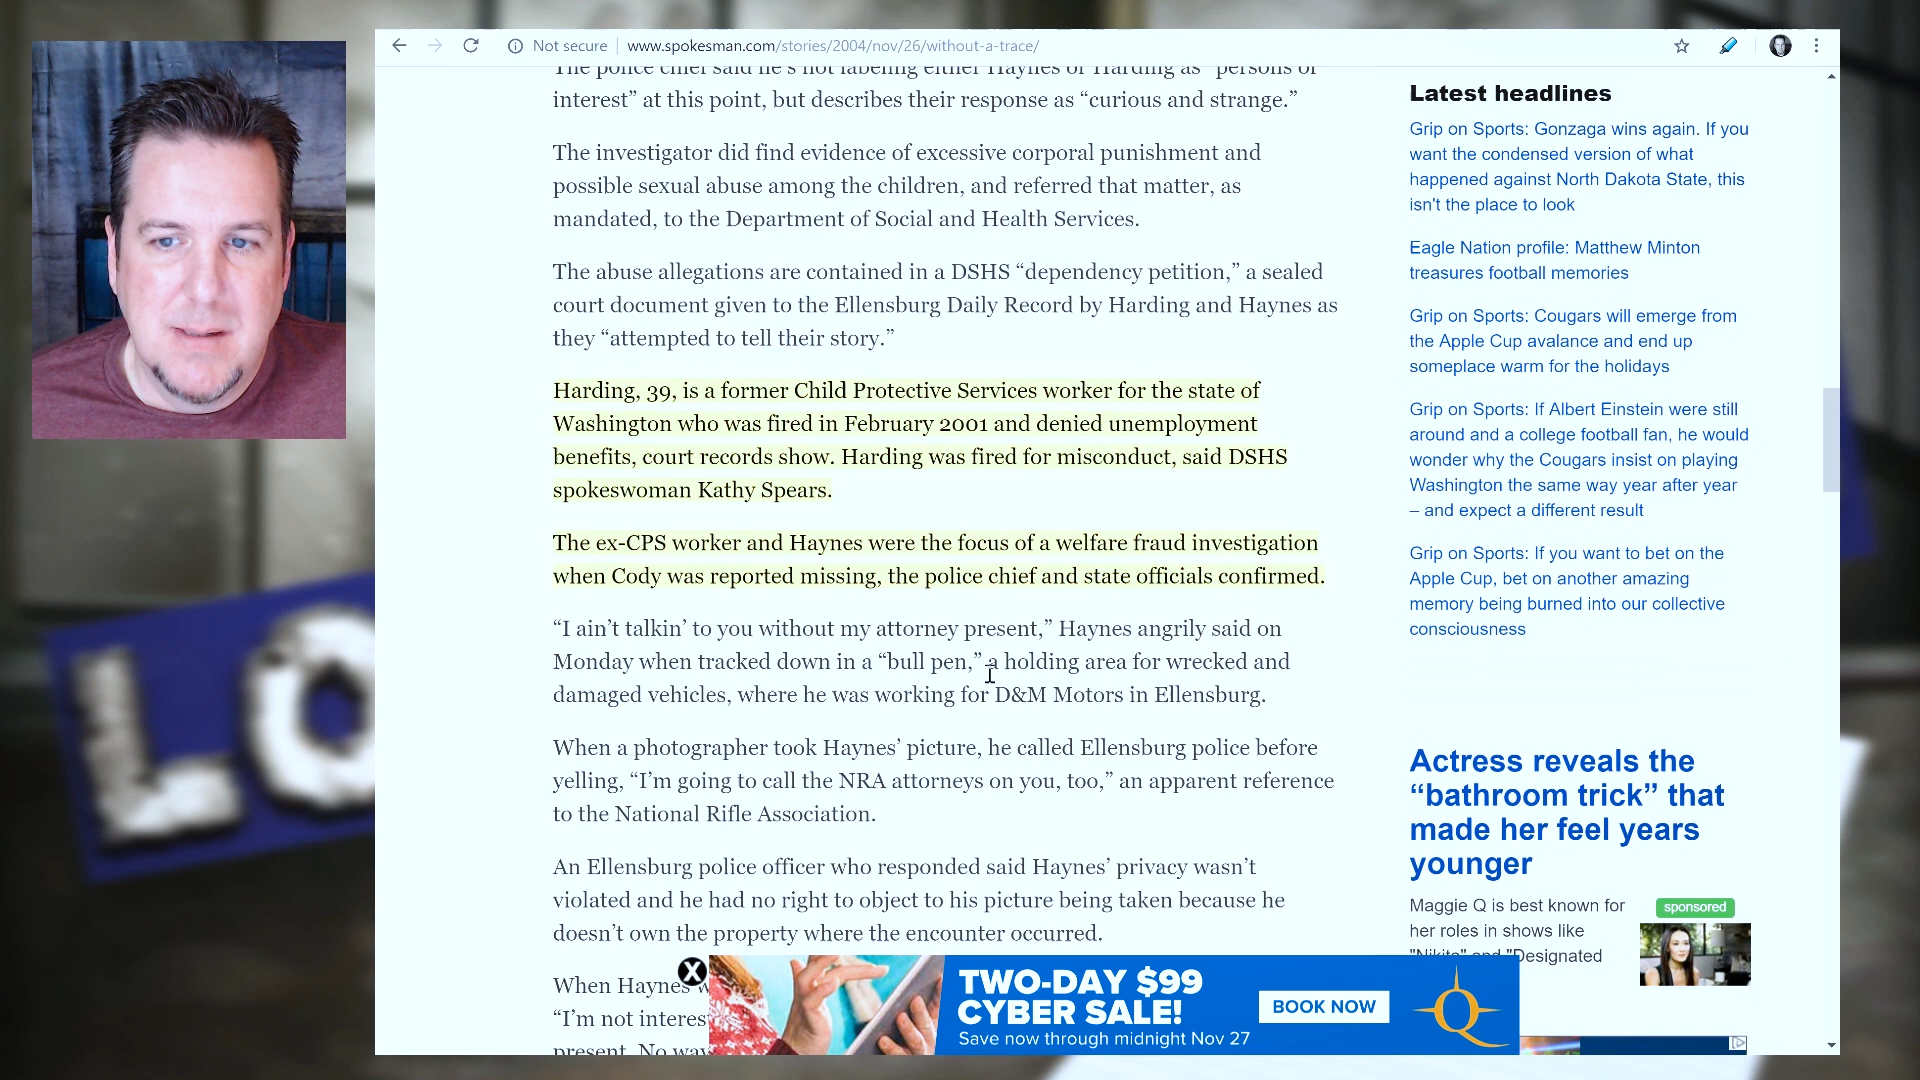 Not secure
www.spokesman.com/stories/2004/nov/26/without-a-trace/
The police chief said he's not labeling either Haynes or Harding as “persons of
interest” at this point, but describes their response as “curious and strange.”
The investigator did find evidence of excessive corporal punishment and
possible sexual abuse among the children, and referred that matter, as
mandated, to the Department of Social and Health Services.
The abuse allegations are contained in a DSHS “dependency petition,” a sealed
court document given to the Ellensburg Daily Record by Harding and Haynes as
they “attempted to tell their story.”
Harding, 39, is a former Child Protective Services worker for the state of
Washington who was fired in February 2001 and denied unemployment
benefits, court records show. Harding was fired for misconduct, said DSHS
spokeswoman Kathy Spears.
The ex-CPS worker and Haynes were the focus of a welfare fraud investigation
when Cody was reported missing, the police chief and state officials confirmed.
“I ain’t talkin’ to you without my attorney present,” Haynes angrily said on
Monday when tracked down in a “bull pen,” a holding area for wrecked and
damaged vehicles, where he was working for D&M Motors in Ellensburg.
When a photographer took Haynes’ picture, he called Ellensburg police before
yelling, “I’m going to call the NRA attorneys on you, too,” an apparent reference
to the National Rifle Association.
An Ellensburg police officer who responded said Haynes’ privacy wasn’t
violated and he had no right to object to his picture being taken because he
doesn’t own the property where the encounter occurred.
When Haynes
“I’m not
present. No
Latest headlines
Grip on Sports: Gonzaga wins again. If you
want the condensed version of what
happened against North Dakota State, this
isn't the place to look
Eagle Nation profile: Matthew Minton
treasures football memories
Grip on Sports: Cougars will emerge from
the Apple Cup avalance and end up
someplace warm for the holidays
Grip on Sports: If Albert Einstein were still
around and a college football fan, he would
wonder why the Cougars insist on playing
Washington the same way year after year
– and expect a different result
Grip on Sports: If you want to bet on the
Apple Cup, bet on another amazing
memory being burned into our collective
consciousness
Actress reveals the
“bathroom trick” that
made her feel years
younger
Maggie Q is best known for
her roles in shows like
"Nikita" and "Designated
sponsored
X
TWO-DAY $99
CYBER SALE!
Save now through midnight Nov 27
BOOK NOW
Q
LO